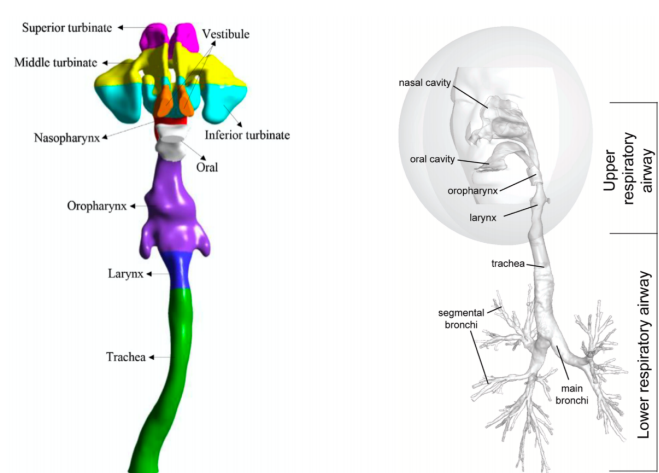 Superior turbinate
Vestibule
Middle turbinate
Nasopharynx
Inferior turbinate
Oral
Oropharynx
Larynx
Trachea
nasal cavity
oral cavity
oropharynx
larynx
trachea
segmental
bronchi
main
bronchi
Upper
respiratory
airway
Lower respiratory airway